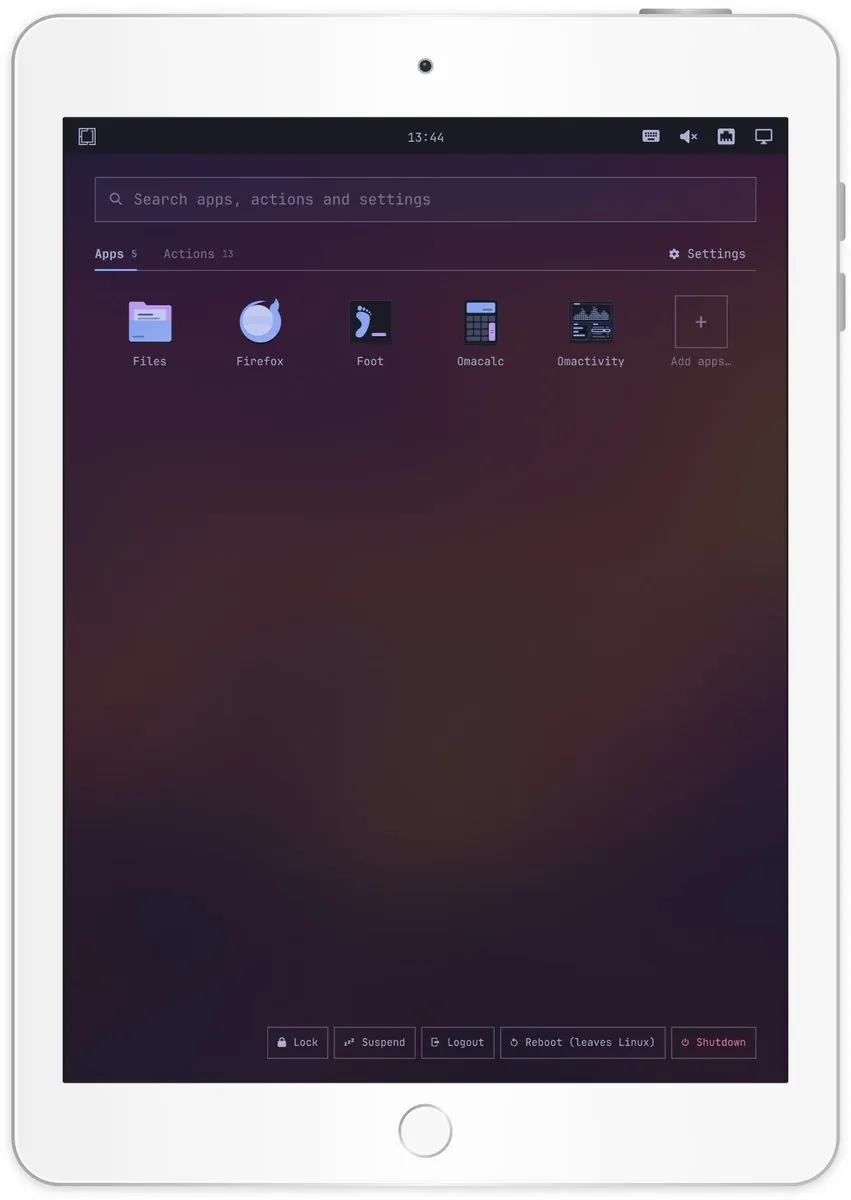 13:44
Search apps, actions and settings
Apps 5 Actions 13 Settings
Files Firefox Foot Omacalc Omactivity Add apps…
Lock Suspend Logout Reboot (leaves Linux) Shutdown